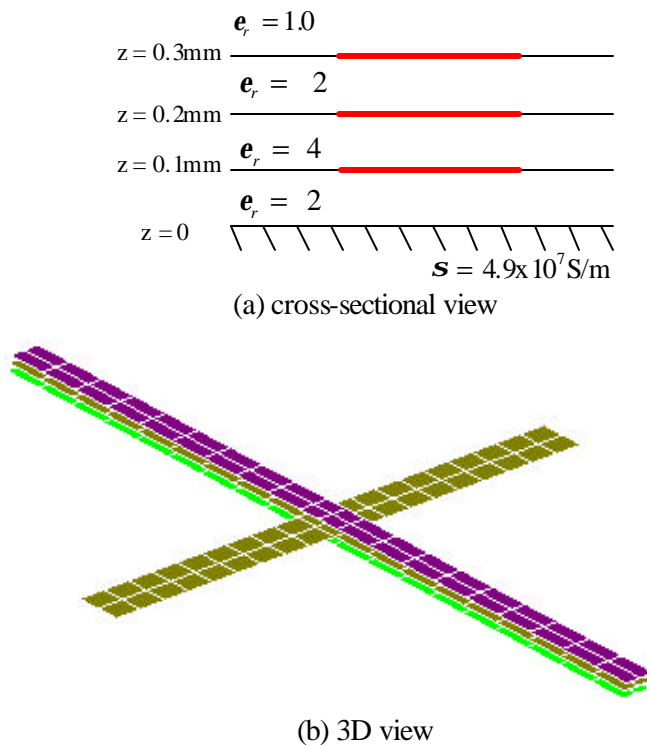 e_r = 1.0
z = 0.3mm
e_r = 2
z = 0.2mm
e_r = 4
z = 0.1mm
e_r = 2
z = 0
s = 4.9x10^7 S/m
(a) cross-sectional view
(b) 3D view